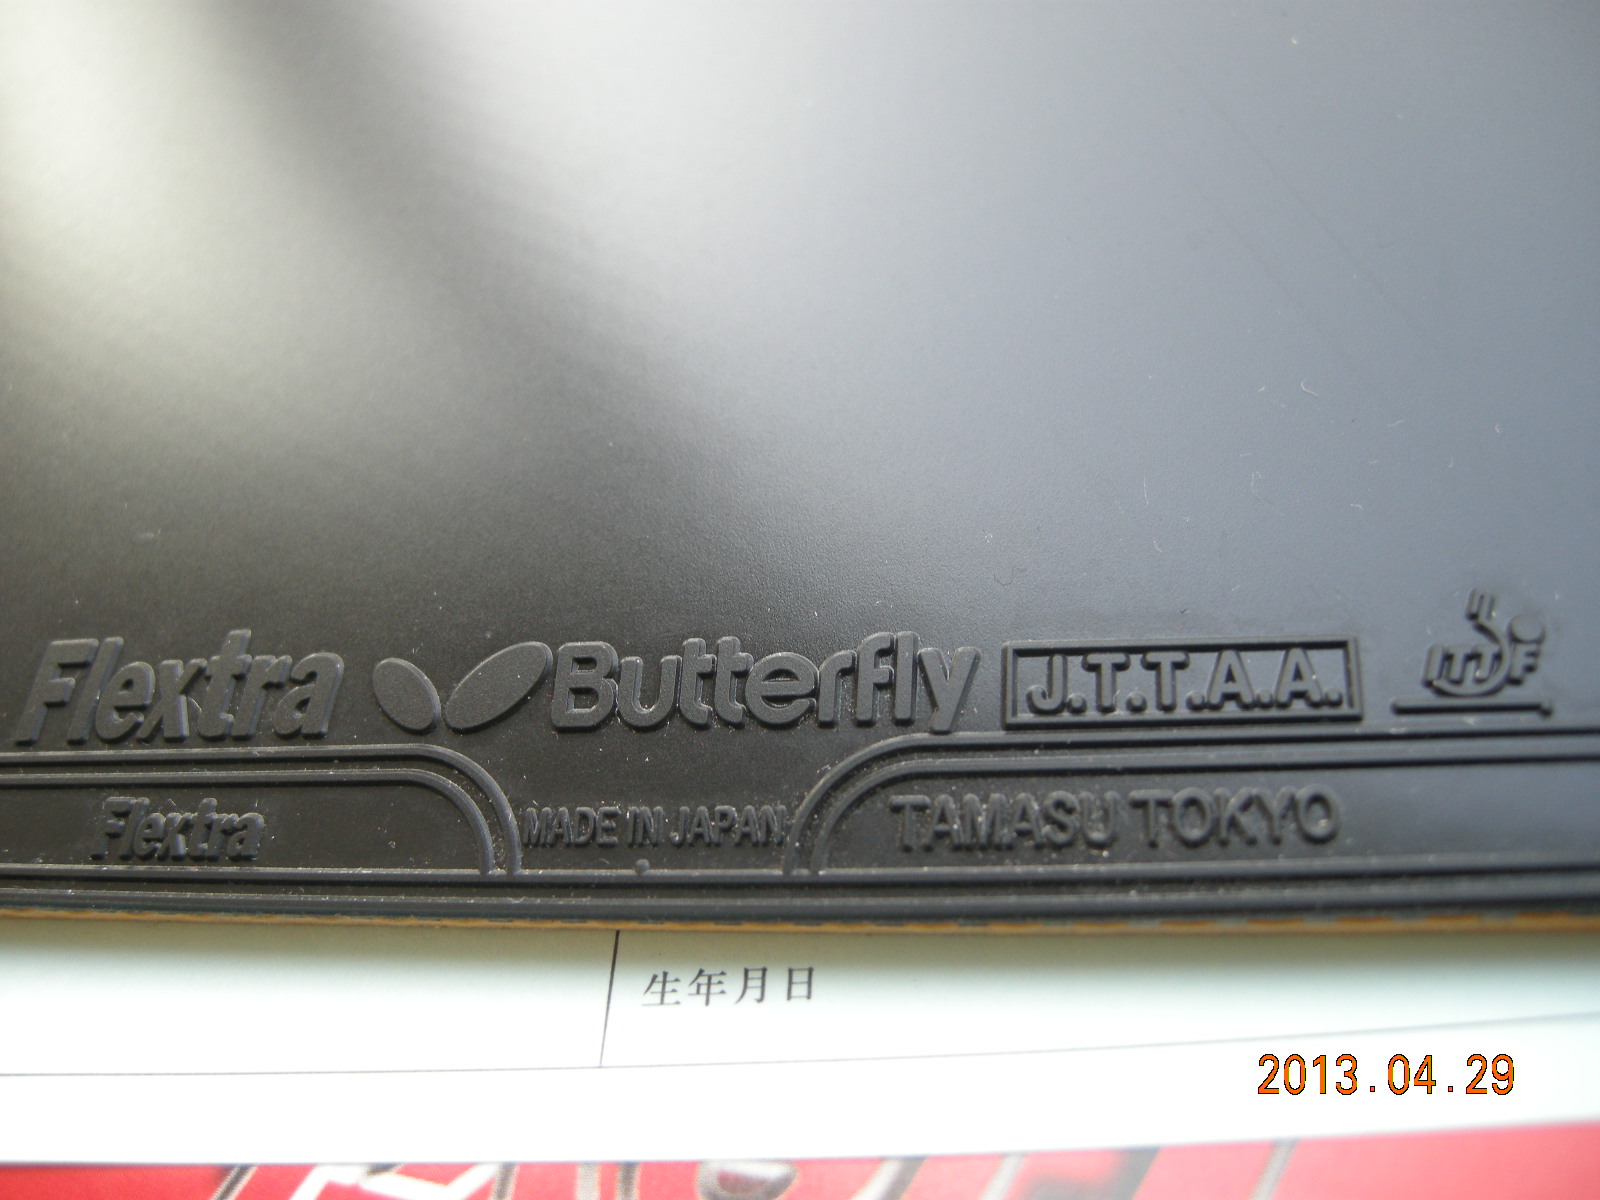 Flextra Butterfly J.T.T.A.A. ITTF
Flextra MADE IN JAPAN TAMASU TOKYO
生年月日
2013.04.29